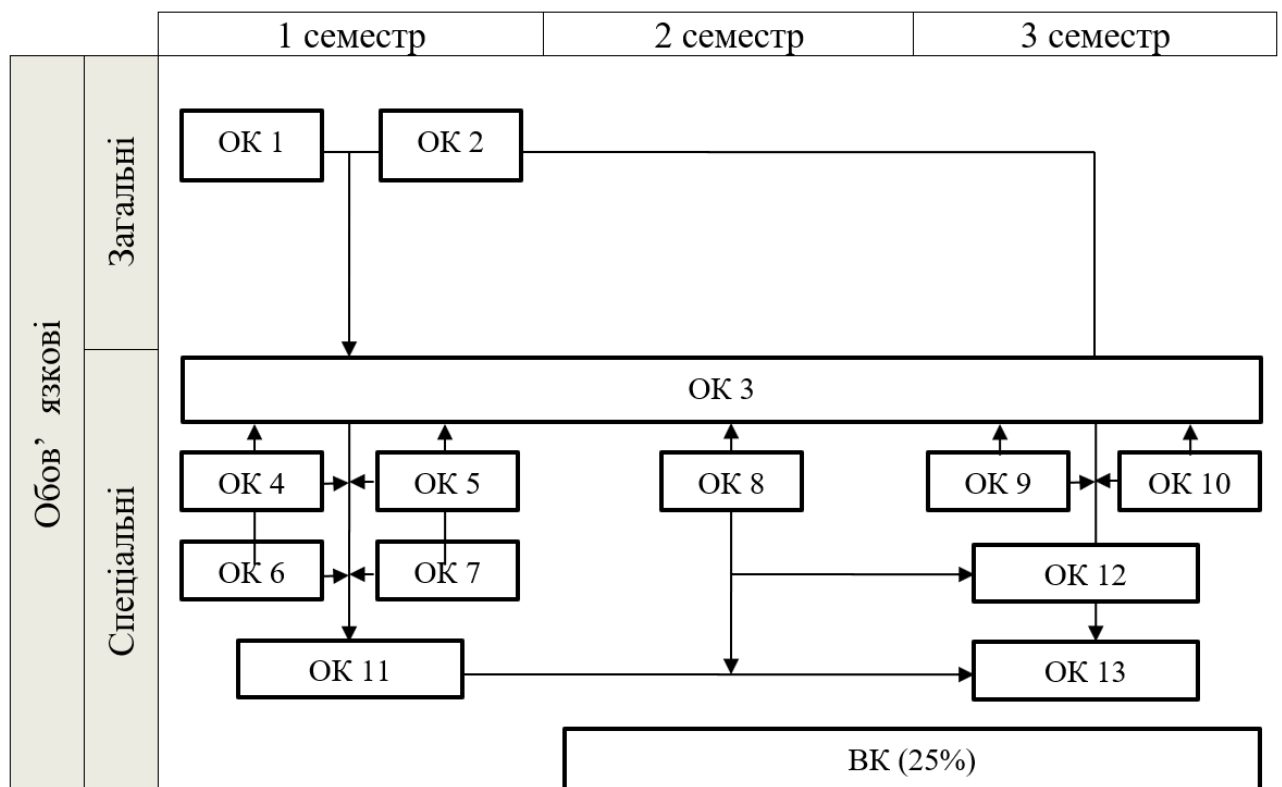 1 семестр
2 семестр
3 семестр
Обов’ язкові
Загальні
ОК 1
ОК 2
Спеціальні
ОК 3
ОК 4
ОК 5
ОК 8
ОК 9
ОК 10
ОК 6
ОК 7
ОК 12
ОК 11
ОК 13
ВК (25%)